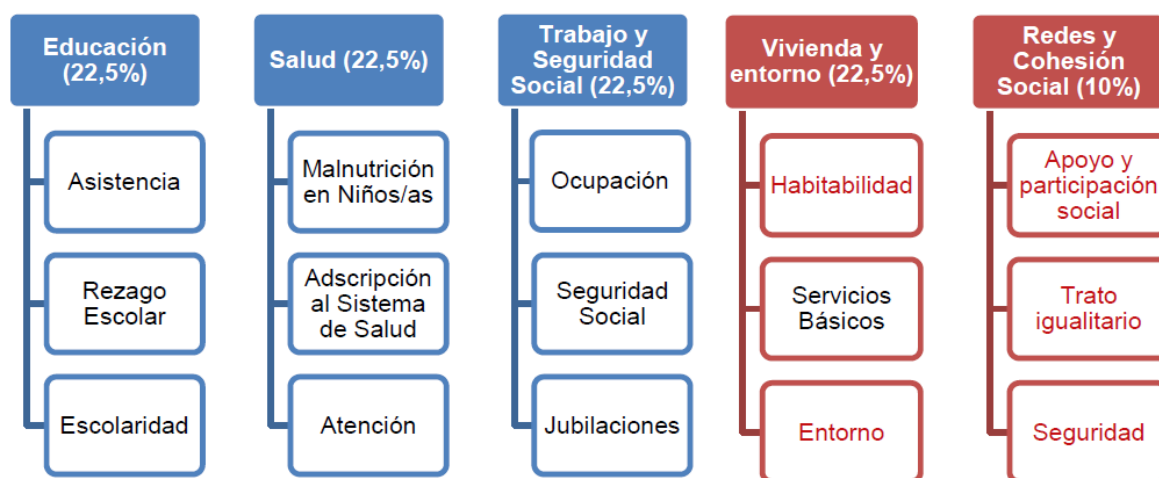 Educación
(22,5%)
Asistencia
Rezago
Escolar
Escolaridad
Salud (22,5%)
Malnutrición
en Niños/as
Adscripción
al Sistema
de Salud
Atención
Trabajo y
Seguridad
Social (22,5%)
Ocupación
Seguridad
Social
Jubilaciones
Vivienda y
entorno (22,5%)
Habitabilidad
Servicios
Básicos
Entorno
Redes y
Cohesión
Social (10%)
Apoyo y
participación
social
Trato
igualitario
Seguridad